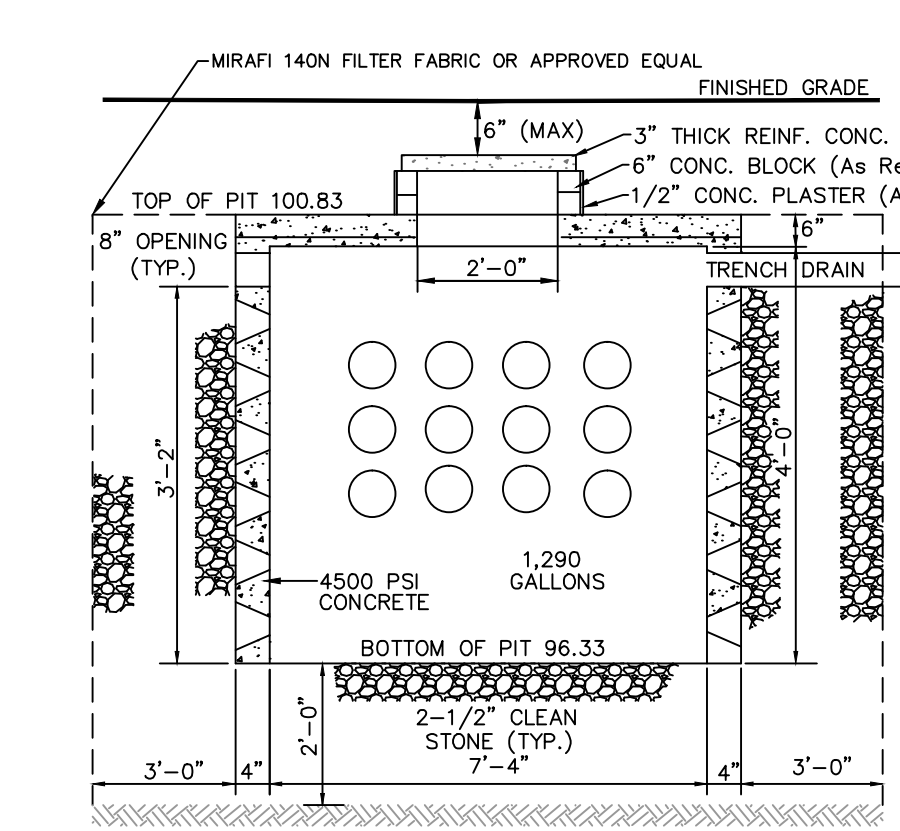 MIRAFI 140N FILTER FABRIC OR APPROVED EQUAL
FINISHED GRADE
6" (MAX)
3" THICK REINF. CONC.
6" CONC. BLOCK (As Re
1/2" CONC. PLASTER (A
TOP OF PIT 100.83
6"
8" OPENING
(TYP.)
2'-0"
TRENCH DRAIN
3'-2"
4'-0"
1,290
GALLONS
4500 PSI
CONCRETE
BOTTOM OF PIT 96.33
2'-0"
2-1/2" CLEAN
STONE (TYP.)
3'-0"
4"
7'-4"
4"
3'-0"